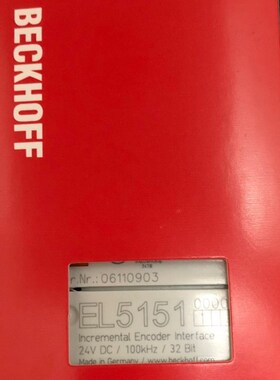 BECKHOFF
r.Nr.: 06110903
EL5151
Incremental Encoder Interface
24V DC / 100kHz / 32 Bit
Made in Germany / www.beckhoff.com